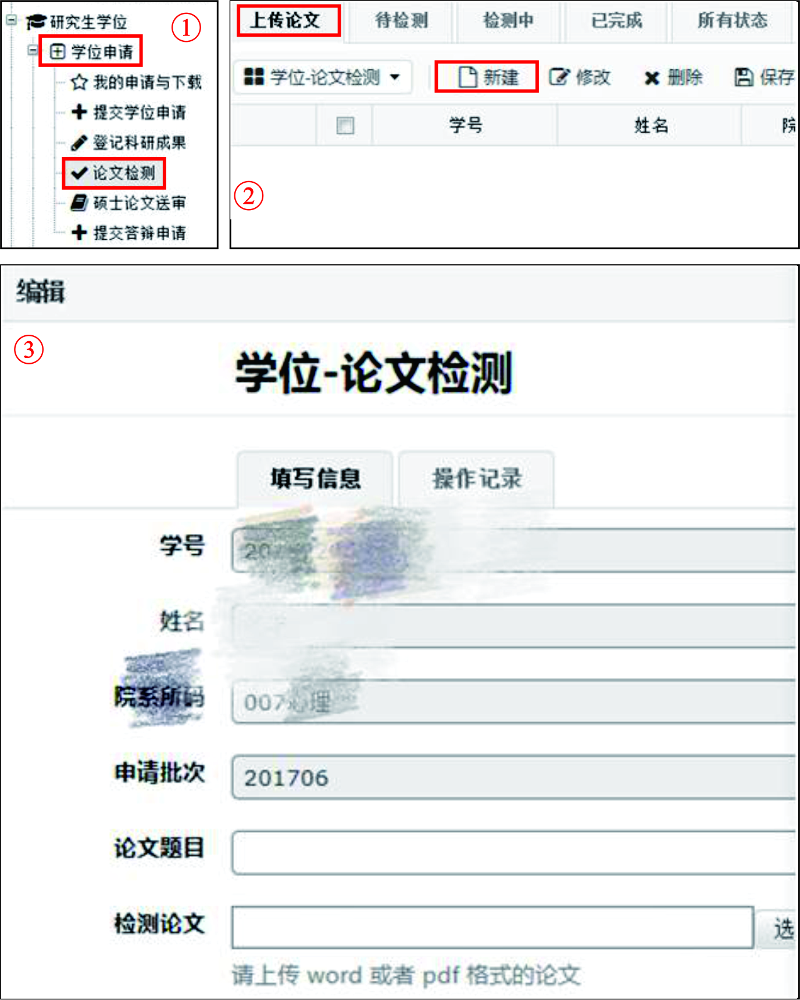 研究生学位
①
学位申请
我的申请与下载
提交学位申请
登记科研成果
论文检测
硕士论文送审
提交答辩申请
上传论文 待检测 检测中 已完成 所有状态
学位-论文检测 新建 修改 删除 保存
学号 姓名 院
②
编辑
③
学位-论文检测
填写信息 操作记录
学号
姓名
院系所码 007心理
申请批次 201706
论文题目
检测论文 选
请上传 word 或者 pdf 格式的论文